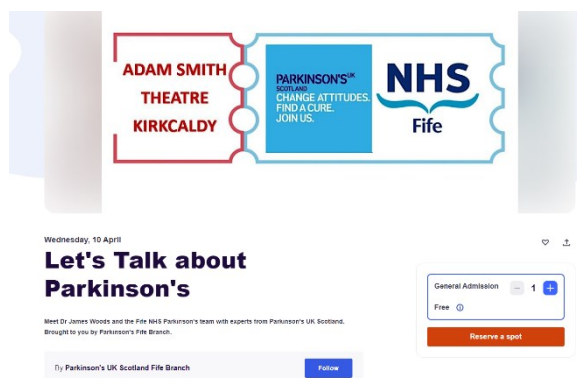 ADAM SMITH
THEATRE
KIRKCALDY
PARKINSON'S UK
SCOTLAND
CHANGE ATTITUDES.
FIND A CURE.
JOIN US.
NHS
Fife
Wednesday, 10 April
Let's Talk about
Parkinson's
Meet Dr James Woods and the Fife NHS Parkinson's team with experts from Parkinson's UK Scotland.
Brought to you by Parkinson's Fife Branch.
By Parkinson's UK Scotland Fife Branch
Follow
General Admission
1
Free
Reserve a spot